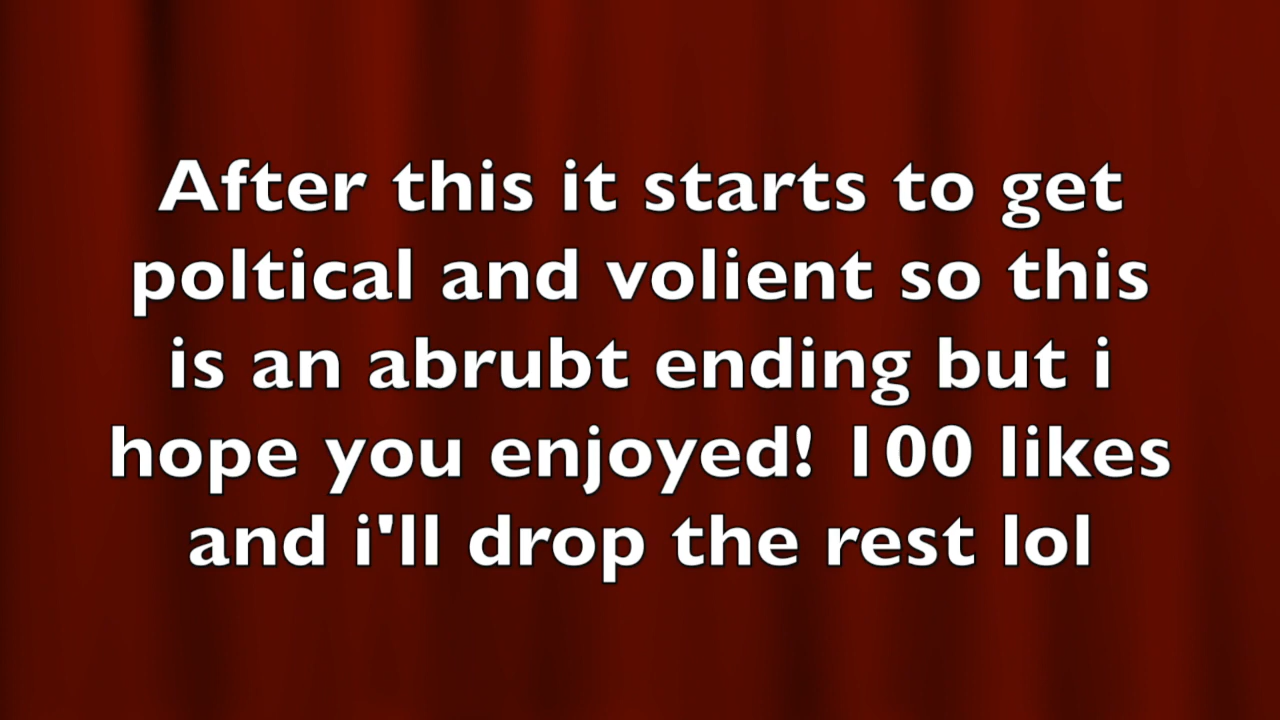 After this it starts to get
poltical and volient so this
is an abrubt ending but i
hope you enjoyed! 100 likes
and i'll drop the rest lol